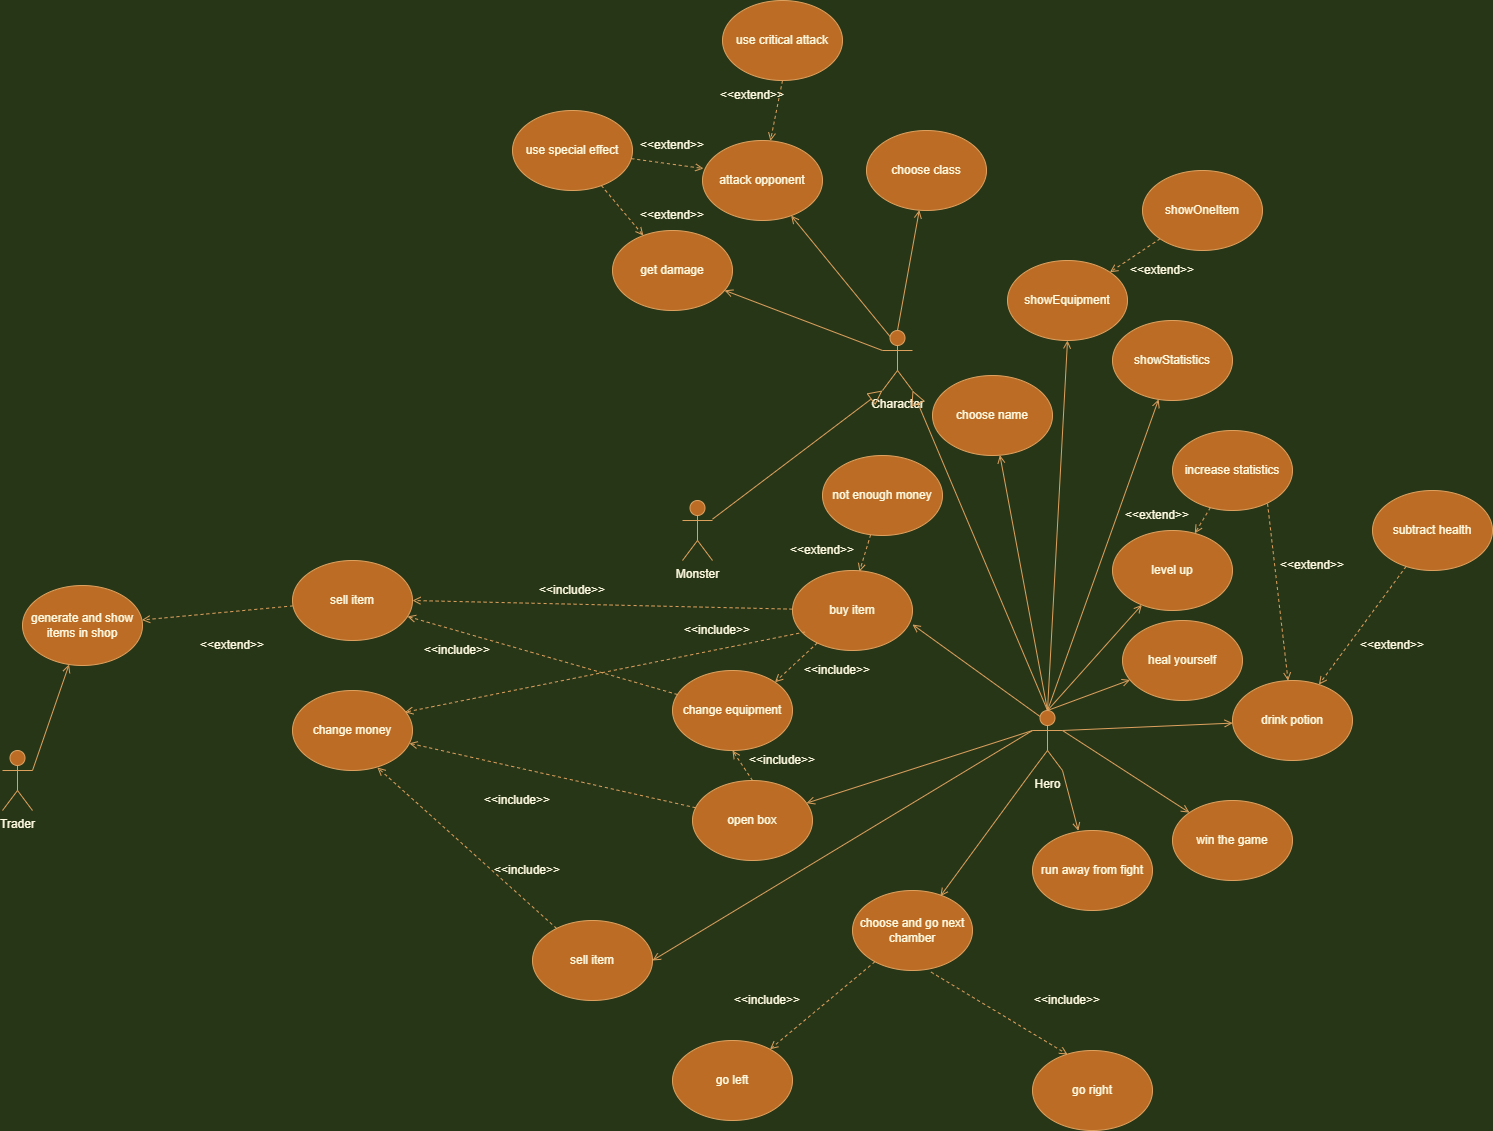 use critical attack
<<extend>>
use special effect
<<extend>>
attack opponent
choose class
<<extend>>
showOneItem
get damage
<<extend>>
showEquipment
showStatistics
Character
choose name
increase statistics
not enough money
<<extend>>
subtract health
<<extend>>
level up
<<extend>>
Monster
<<include>>
sell item
buy item
generate and show
items in shop
<<include>>
<<extend>>
<<include>>
<<include>>
heal yourself
<<extend>>
change equipment
drink potion
change money
<<include>>
Hero
<<include>>
open box
Trader
win the game
<<include>>
run away from fight
choose and go next
chamber
sell item
<<include>>
<<include>>
go left
go right